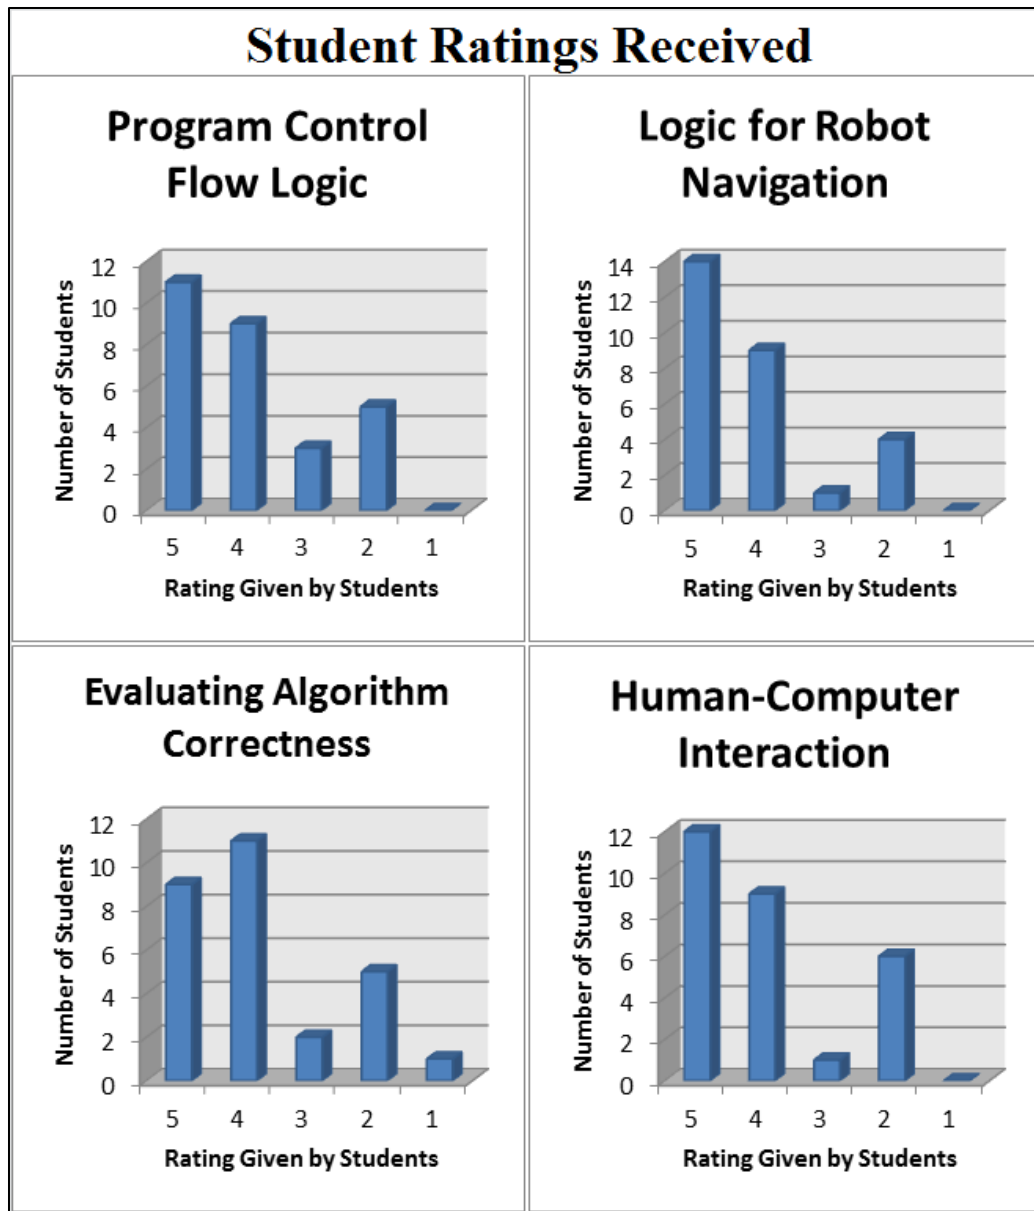 Student Ratings Received
Program Control
Flow Logic
12
10
8
6
4
2
0
Number of Students
5 4 3 2 1
Rating Given by Students
Logic for Robot
Navigation
14
12
10
8
6
4
2
0
Number of Students
5 4 3 2 1
Rating Given by Students
Evaluating Algorithm
Correctness
12
10
8
6
4
2
0
Number of Students
5 4 3 2 1
Rating Given by Students
Human-Computer
Interaction
12
10
8
6
4
2
0
Number of Students
5 4 3 2 1
Rating Given by Students